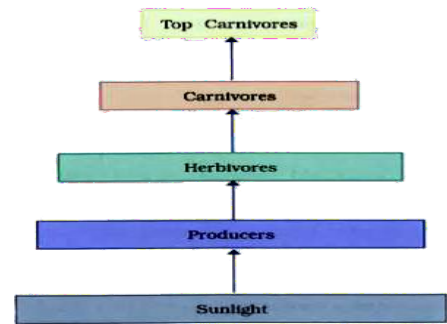 Top Carnivores
Carnivores
Herbivores
Producers
Sunlight